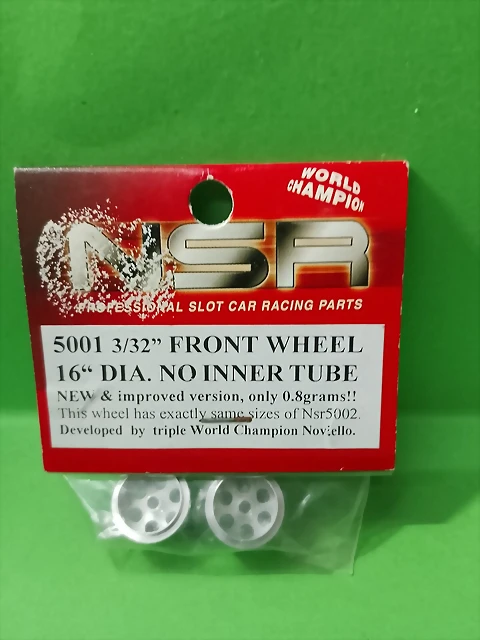 WORLD
CHAMPION
NSR
PROFESSIONAL SLOT CAR RACING PARTS
5001 3/32” FRONT WHEEL
16“ DIA. NO INNER TUBE
NEW & improved version, only 0.8grams!!
This wheel has exactly same sizes of Nsr5002.
Developed by triple World Champion Noviello.